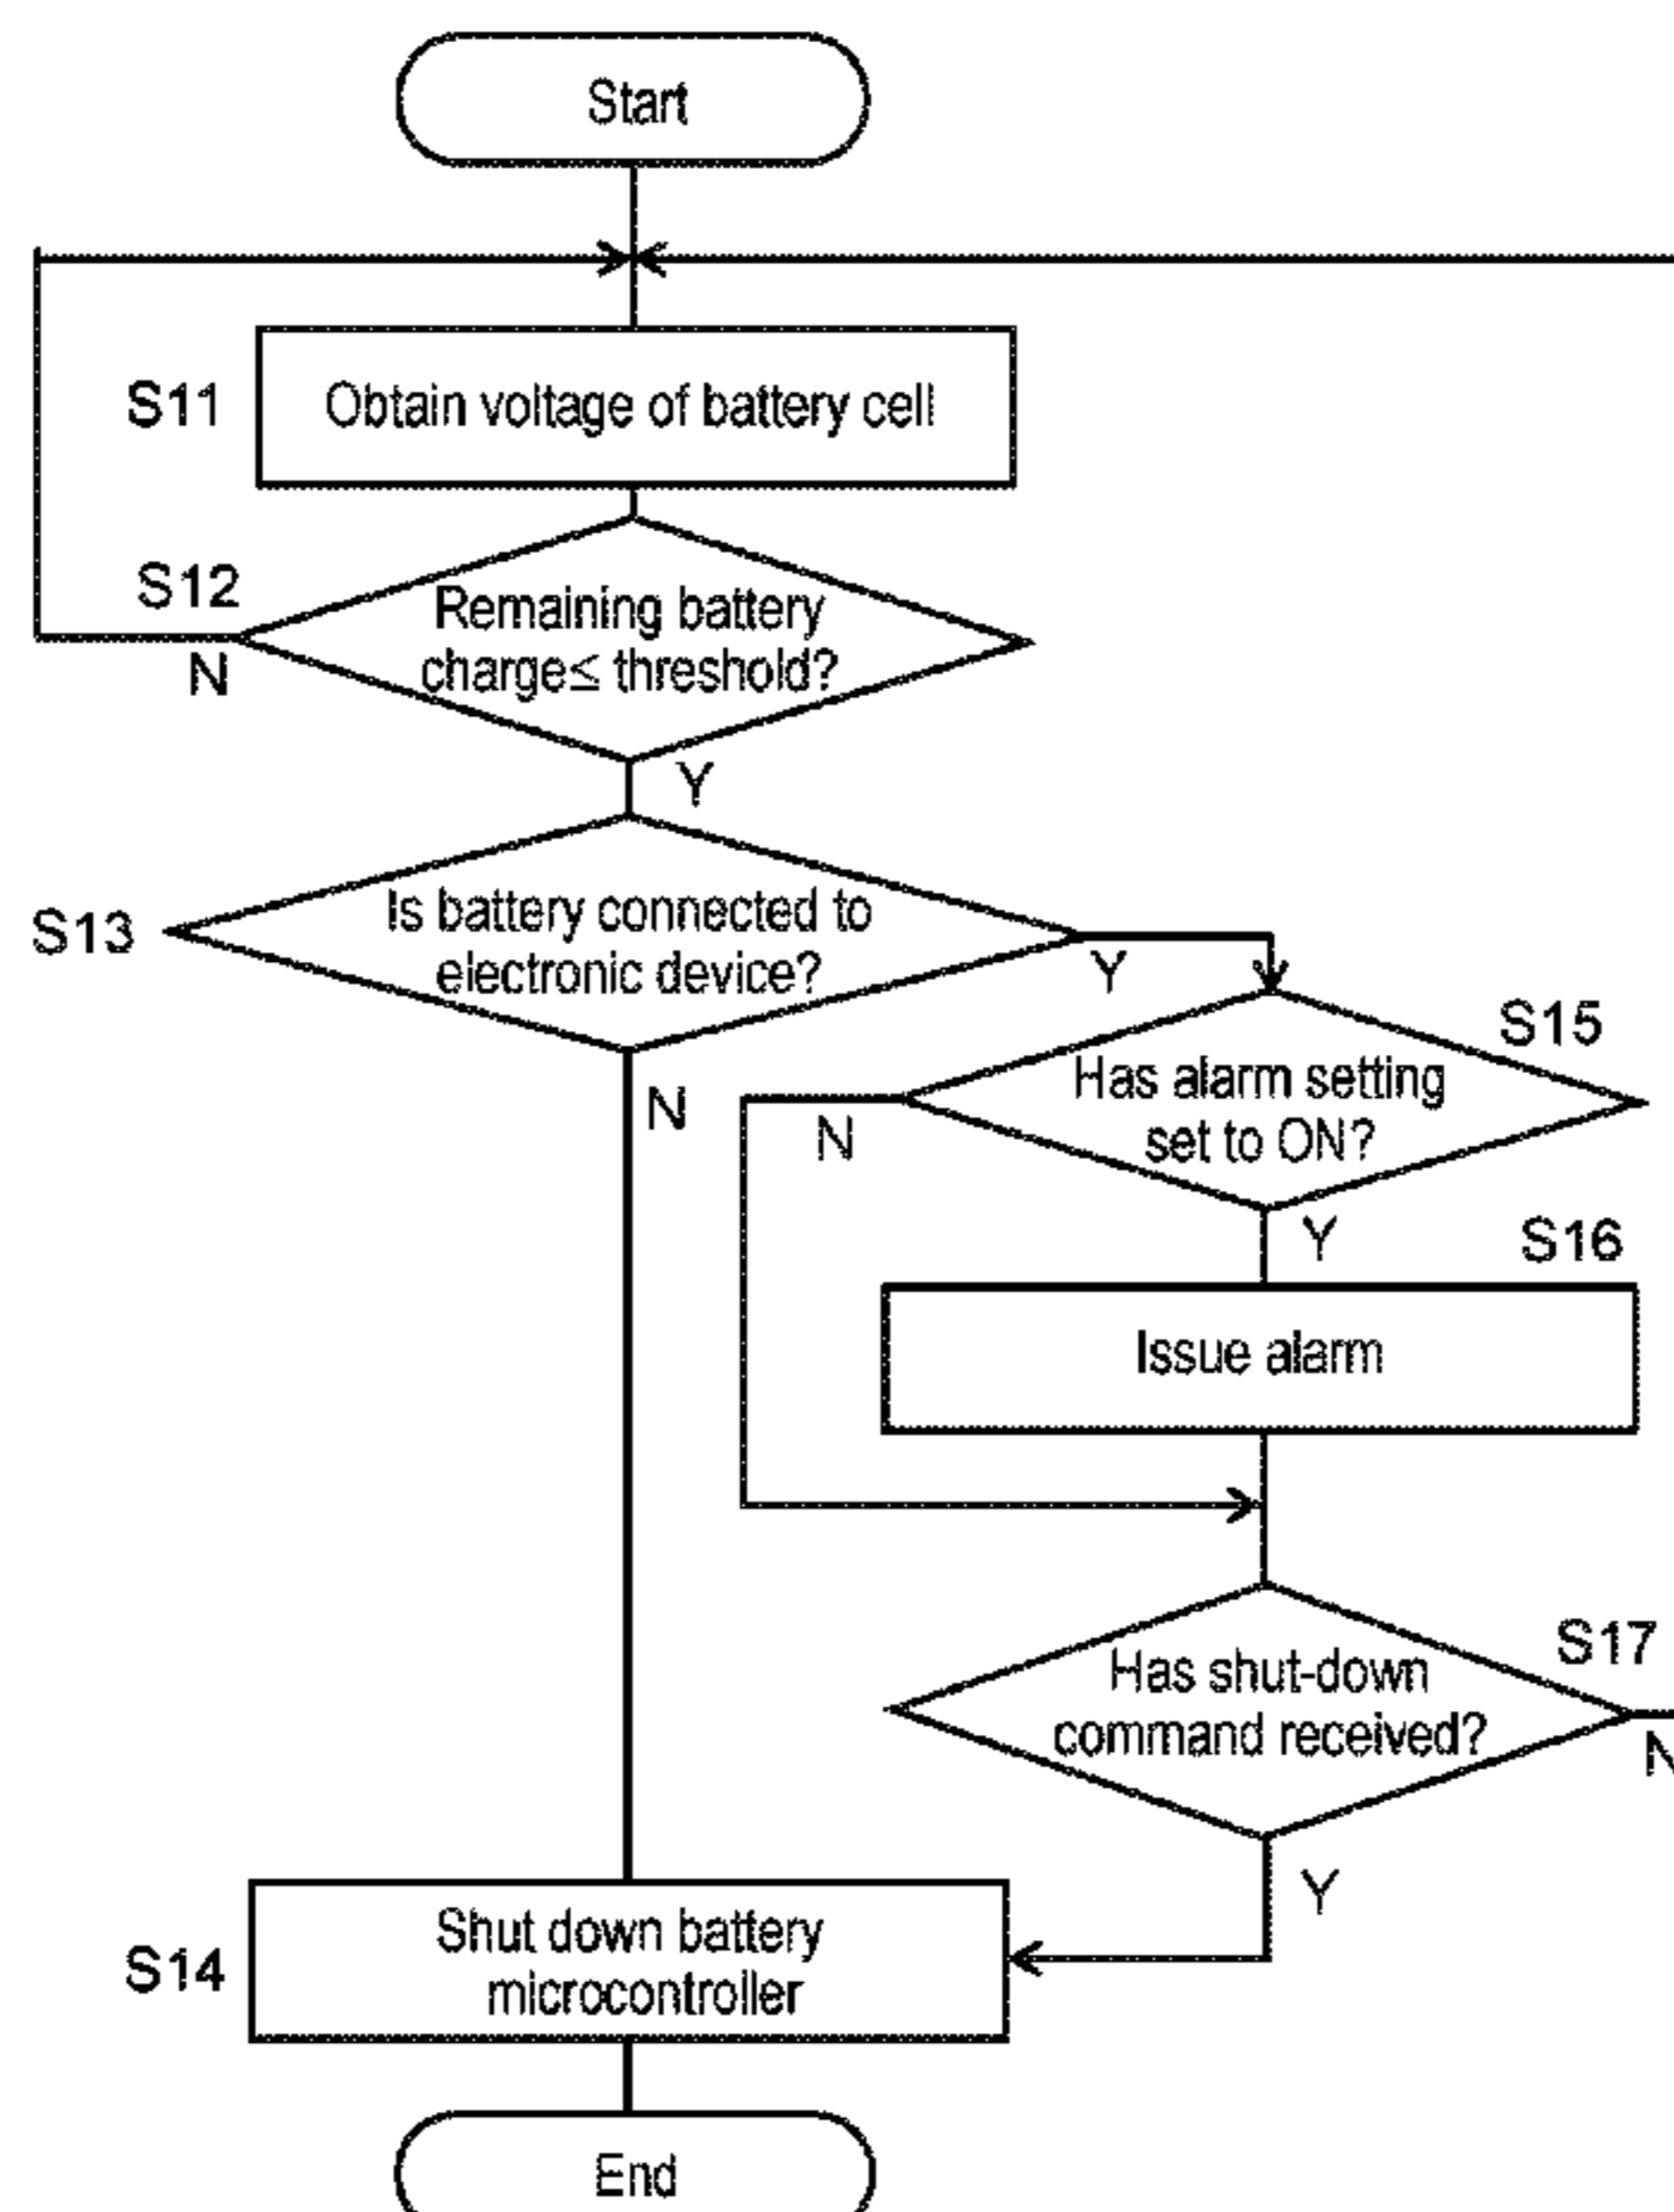 Start
S11
Obtain voltage of battery cell
S12
Remaining battery
charge≤ threshold?
N
Y
S13
Is battery connected to
electronic device?
Y
N
S15
Has alarm setting
set to ON?
N
Y
S16
Issue alarm
S17
Has shut-down
command received?
N
Y
S14
Shut down battery
microcontroller
End